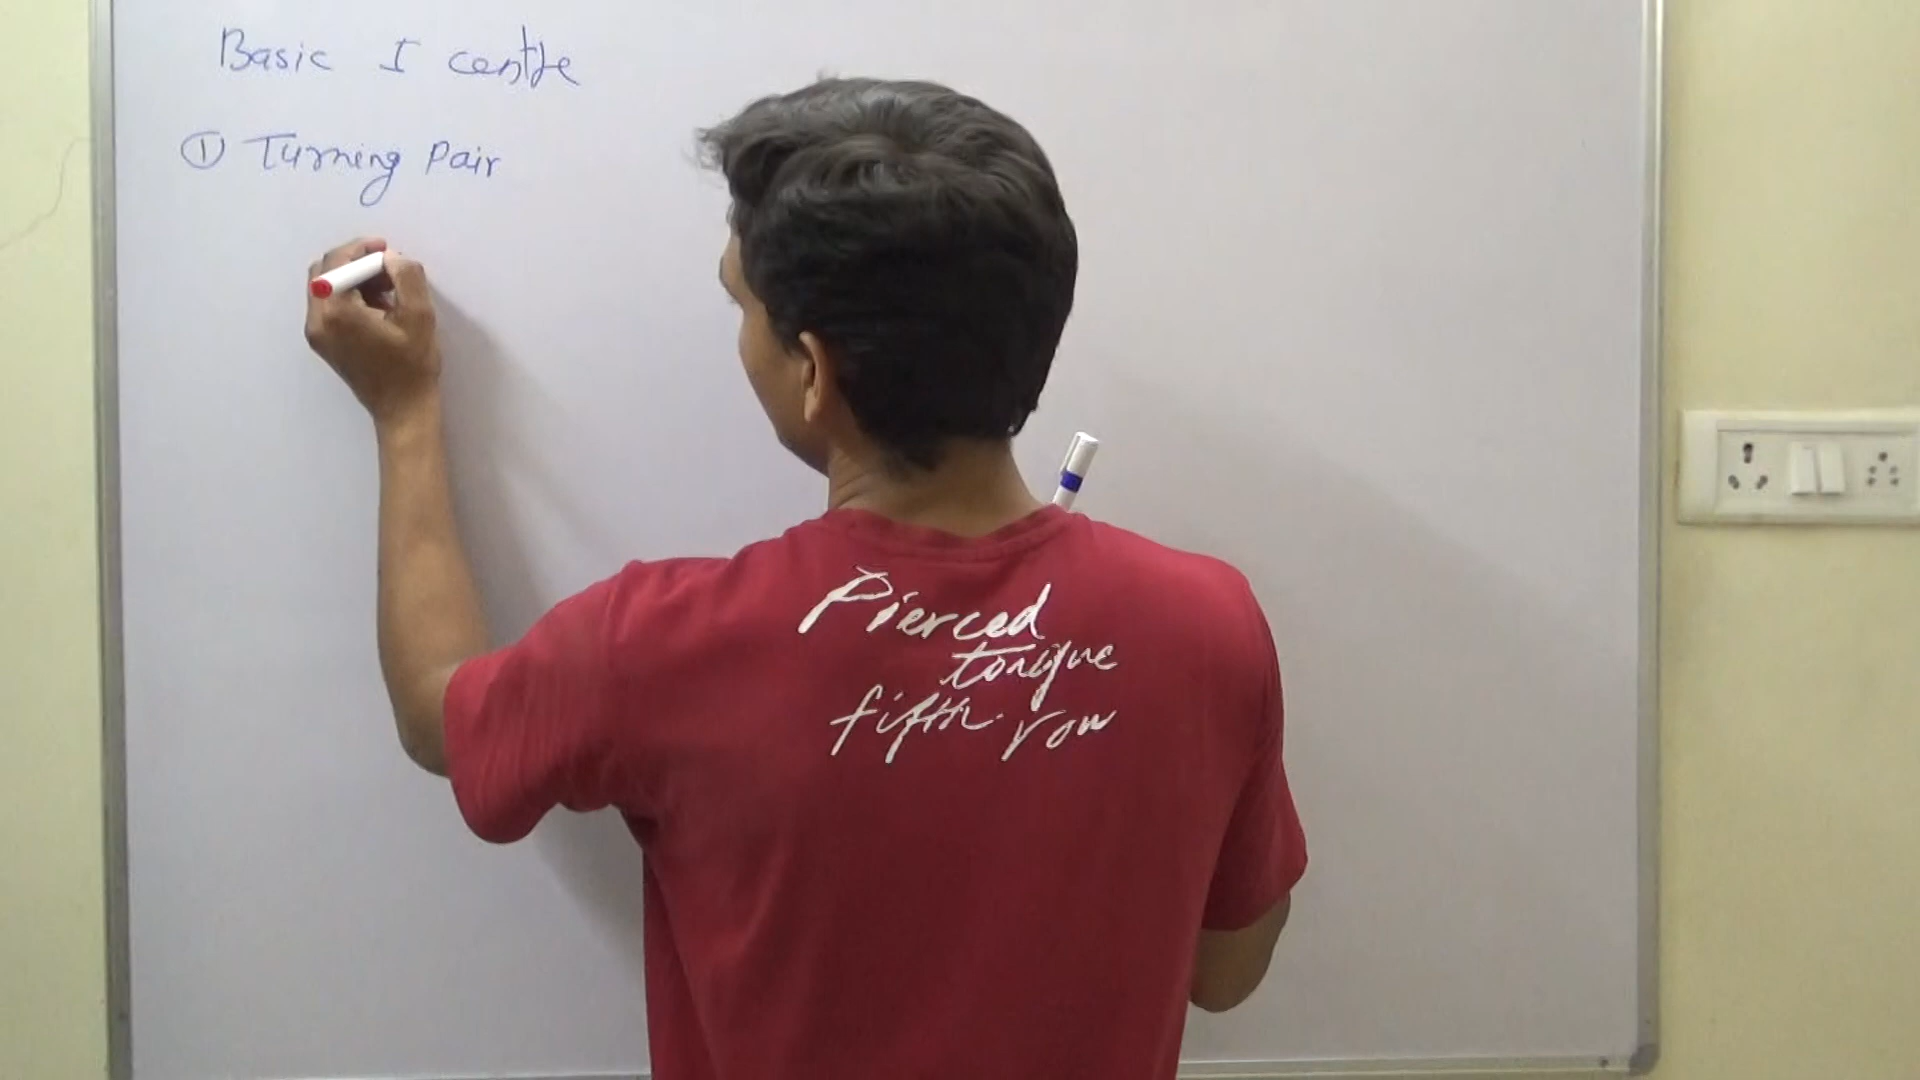 Basic I centre
① Turning Pair
Pierced
tongue
fifth row